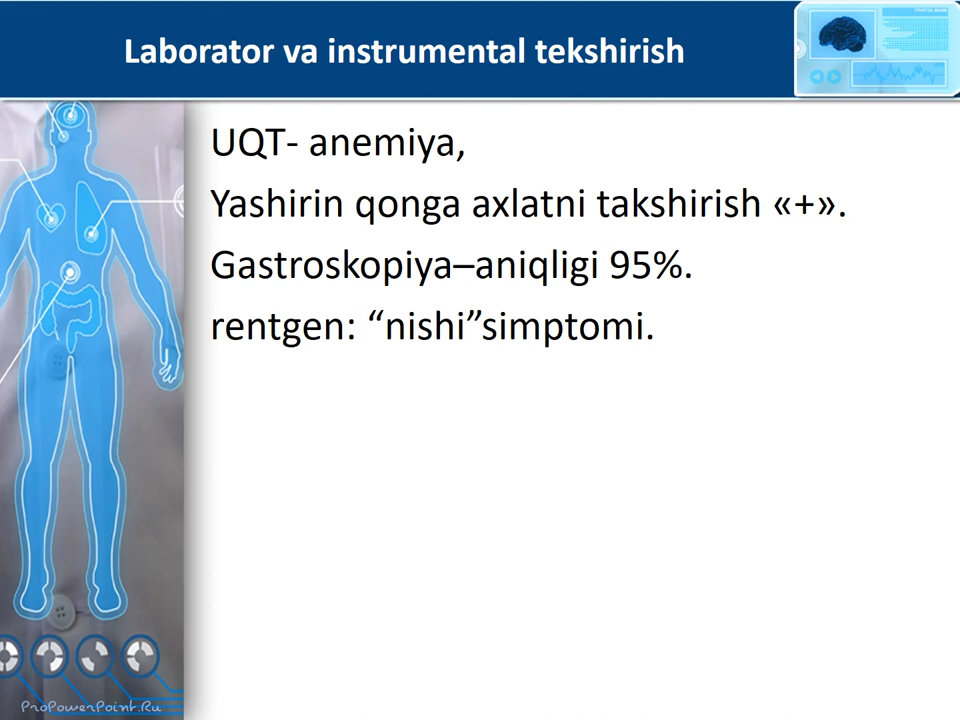 Laborator va instrumental tekshirish
UQT- anemiya,
Yashirin qonga axlatni takshirish «+».
Gastroskopiya–aniqligi 95%.
rentgen: “nishi”simptomi.
ProPowerPoint.Ru